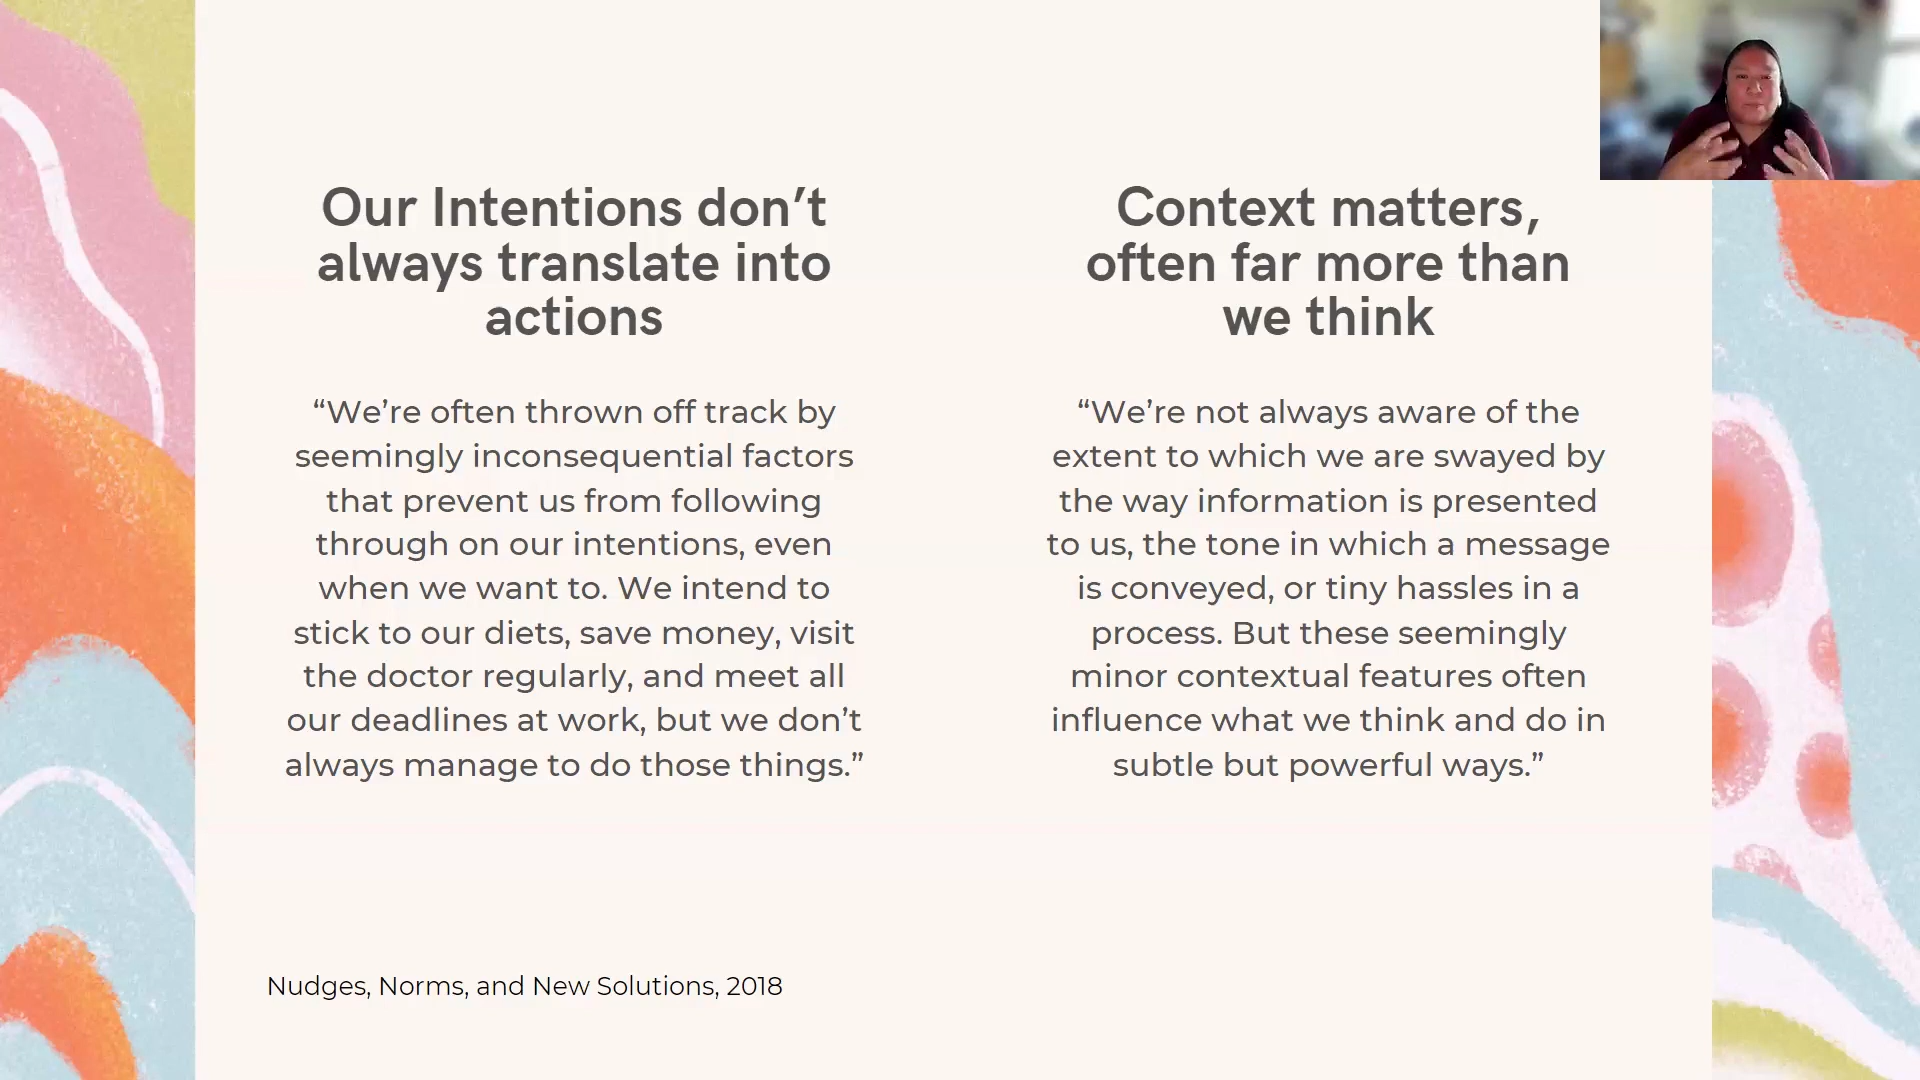 Our Intentions don’t
always translate into
actions
“We’re often thrown off track by
seemingly inconsequential factors
that prevent us from following
through on our intentions, even
when we want to. We intend to
stick to our diets, save money, visit
the doctor regularly, and meet all
our deadlines at work, but we don’t
always manage to do those things.”
Context matters,
often far more than
we think
“We’re not always aware of the
extent to which we are swayed by
the way information is presented
to us, the tone in which a message
is conveyed, or tiny hassles in a
process. But these seemingly
minor contextual features often
influence what we think and do in
subtle but powerful ways.”
Nudges, Norms, and New Solutions, 2018